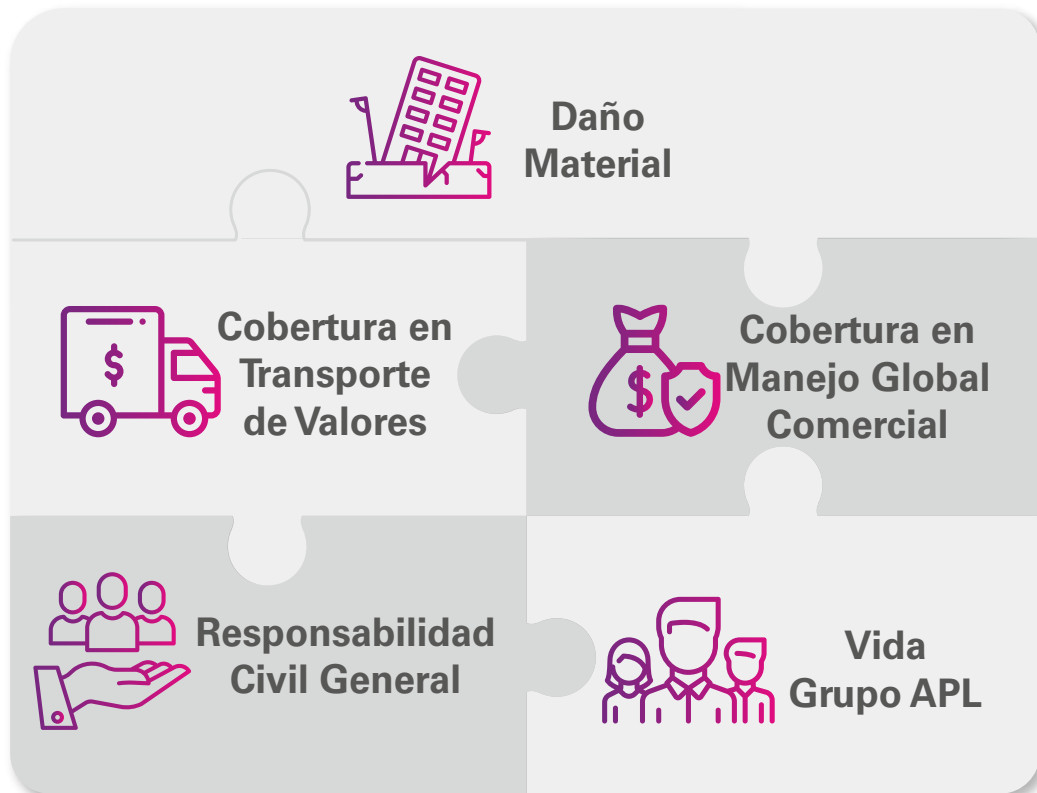 Daño
Material
Cobertura en
Transporte
de Valores
$
Cobertura en
Manejo Global
Comercial
$
Responsabilidad
Civil General
Vida
Grupo APL